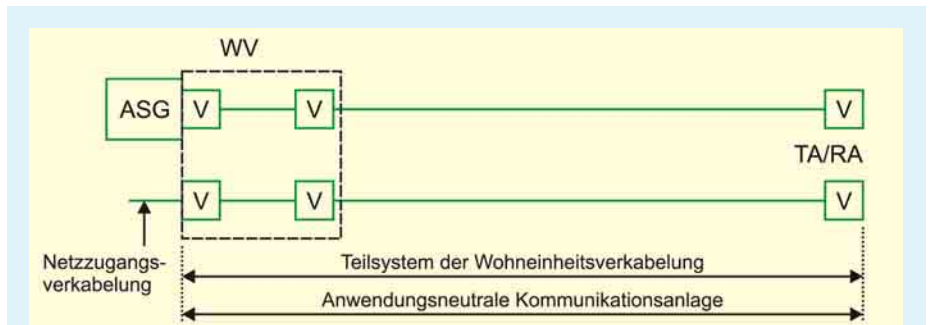 WV
ASG V V V
TA/RA
V V V
Netzzugangs-
verkabelung
Teilsystem der Wohneinheitsverkabelung
Anwendungsneutrale Kommunikationsanlage